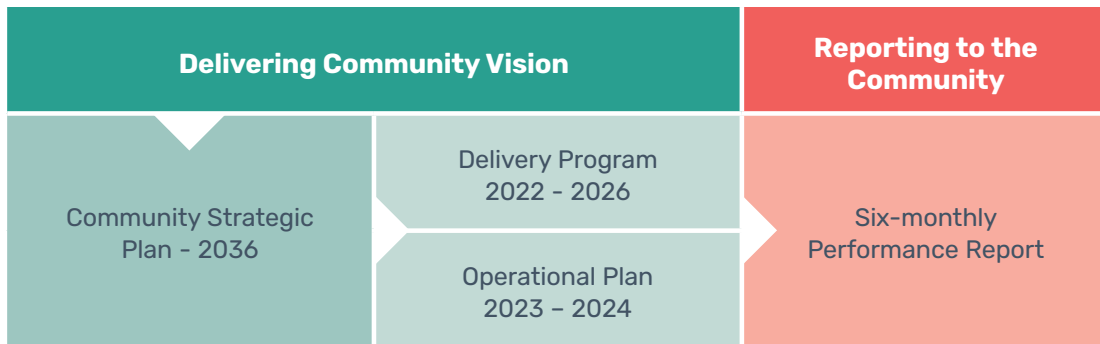 Delivering Community Vision
Reporting to the
Community
Community Strategic
Plan - 2036
Delivery Program
2022 - 2026
Operational Plan
2023 – 2024
Six-monthly
Performance Report